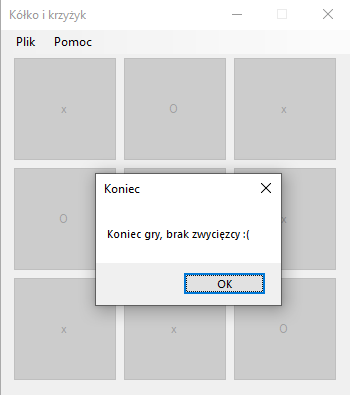 Kółko i krzyżyk
Plik Pomoc
x O x
Koniec
O x
Koniec gry, brak zwycięzcy :(
OK
x x O